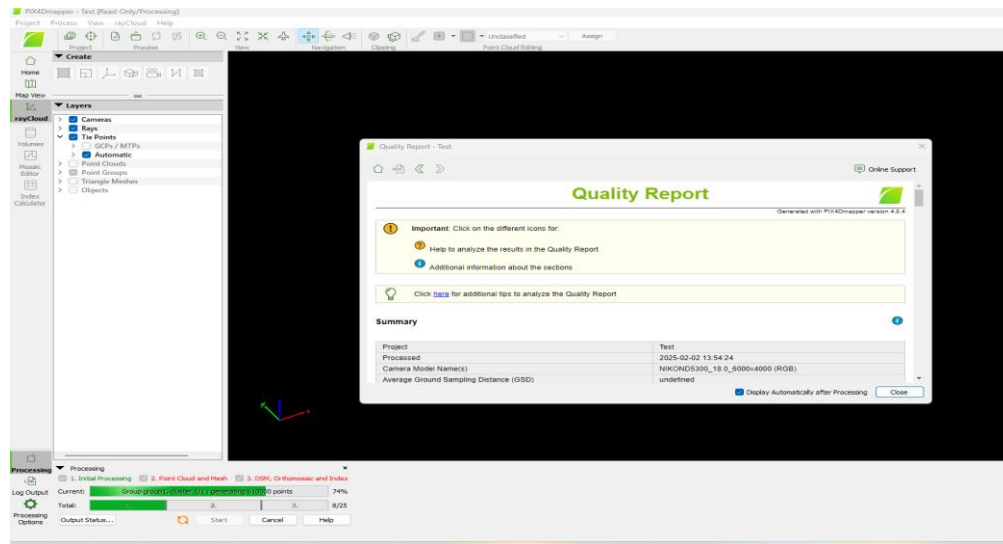 PIX4Dmapper - Test [Read-Only/Processing]
Project Process View rayCloud Help
Unclassified Assign
Project Process View Navigation Clipping Point Cloud Editing
Home
Map View
rayCloud
Volumes
Mosaic Editor
Index Calculator
Create
Layers
Cameras
Rays
Tie Points
GCPs / MTPs
Automatic
Point Clouds
Point Groups
Triangle Meshes
Objects
Quality Report - Test
Online Support
Quality Report
Generated with PIX4Dmapper version 4.8.4
Important: Click on the different icons for:
Help to analyze the results in the Quality Report
Additional information about the sections
Click here for additional tips to analyze the Quality Report
Summary
Project Test
Processed 2025-02-02 13:54:24
Camera Model Name(s) NIKOND5300_18.0_6000x4000 (RGB)
Average Ground Sampling Distance (GSD) undefined
Display Automatically after Processing Close
Processing
Log Output
Processing Options
Processing
1. Initial Processing 2. Point Cloud and Mesh 3. DSM, Orthomosaic and Index
Current: 74%
Total: 2. 3. 8/25
Output Status... Start Cancel Help